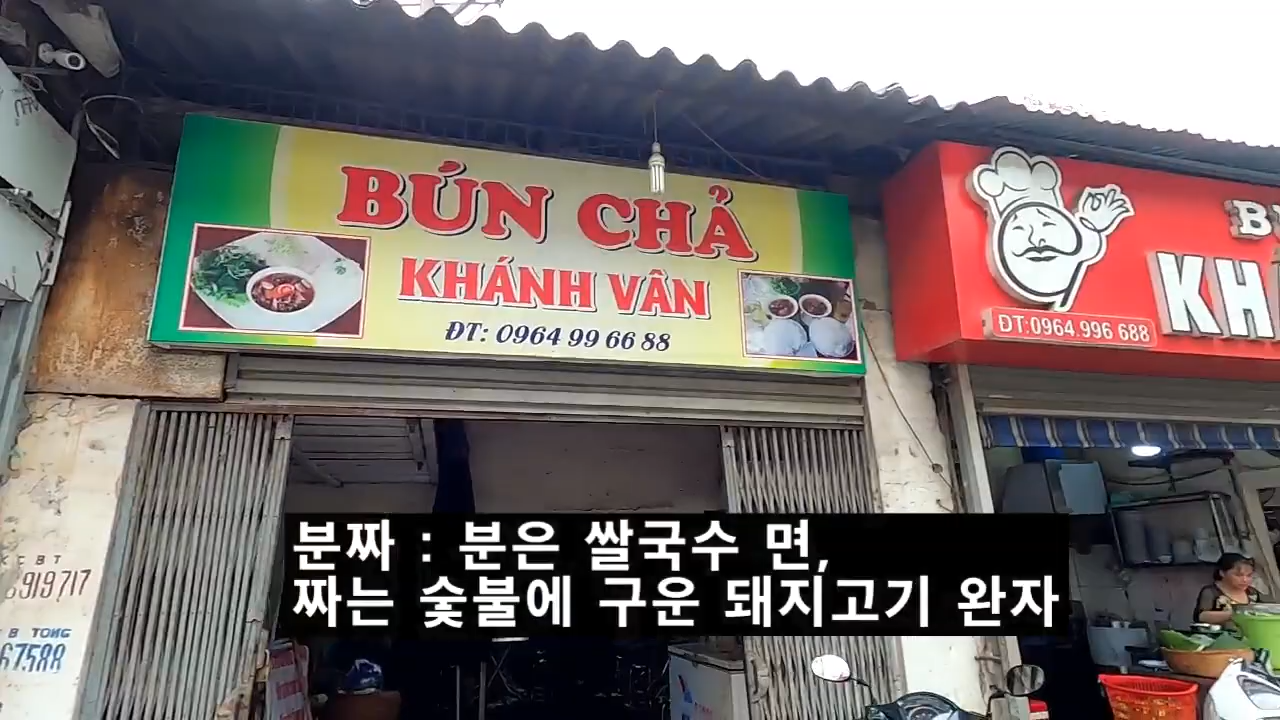 BÚN CHẢ
KHÁNH VÂN
ĐT: 0964 99 66 88
ĐT:0964.996 688
KH
분짜 : 분은 쌀국수 면,
짜는 숯불에 구운 돼지고기 완자
K C B T
919717
B TONG
67588